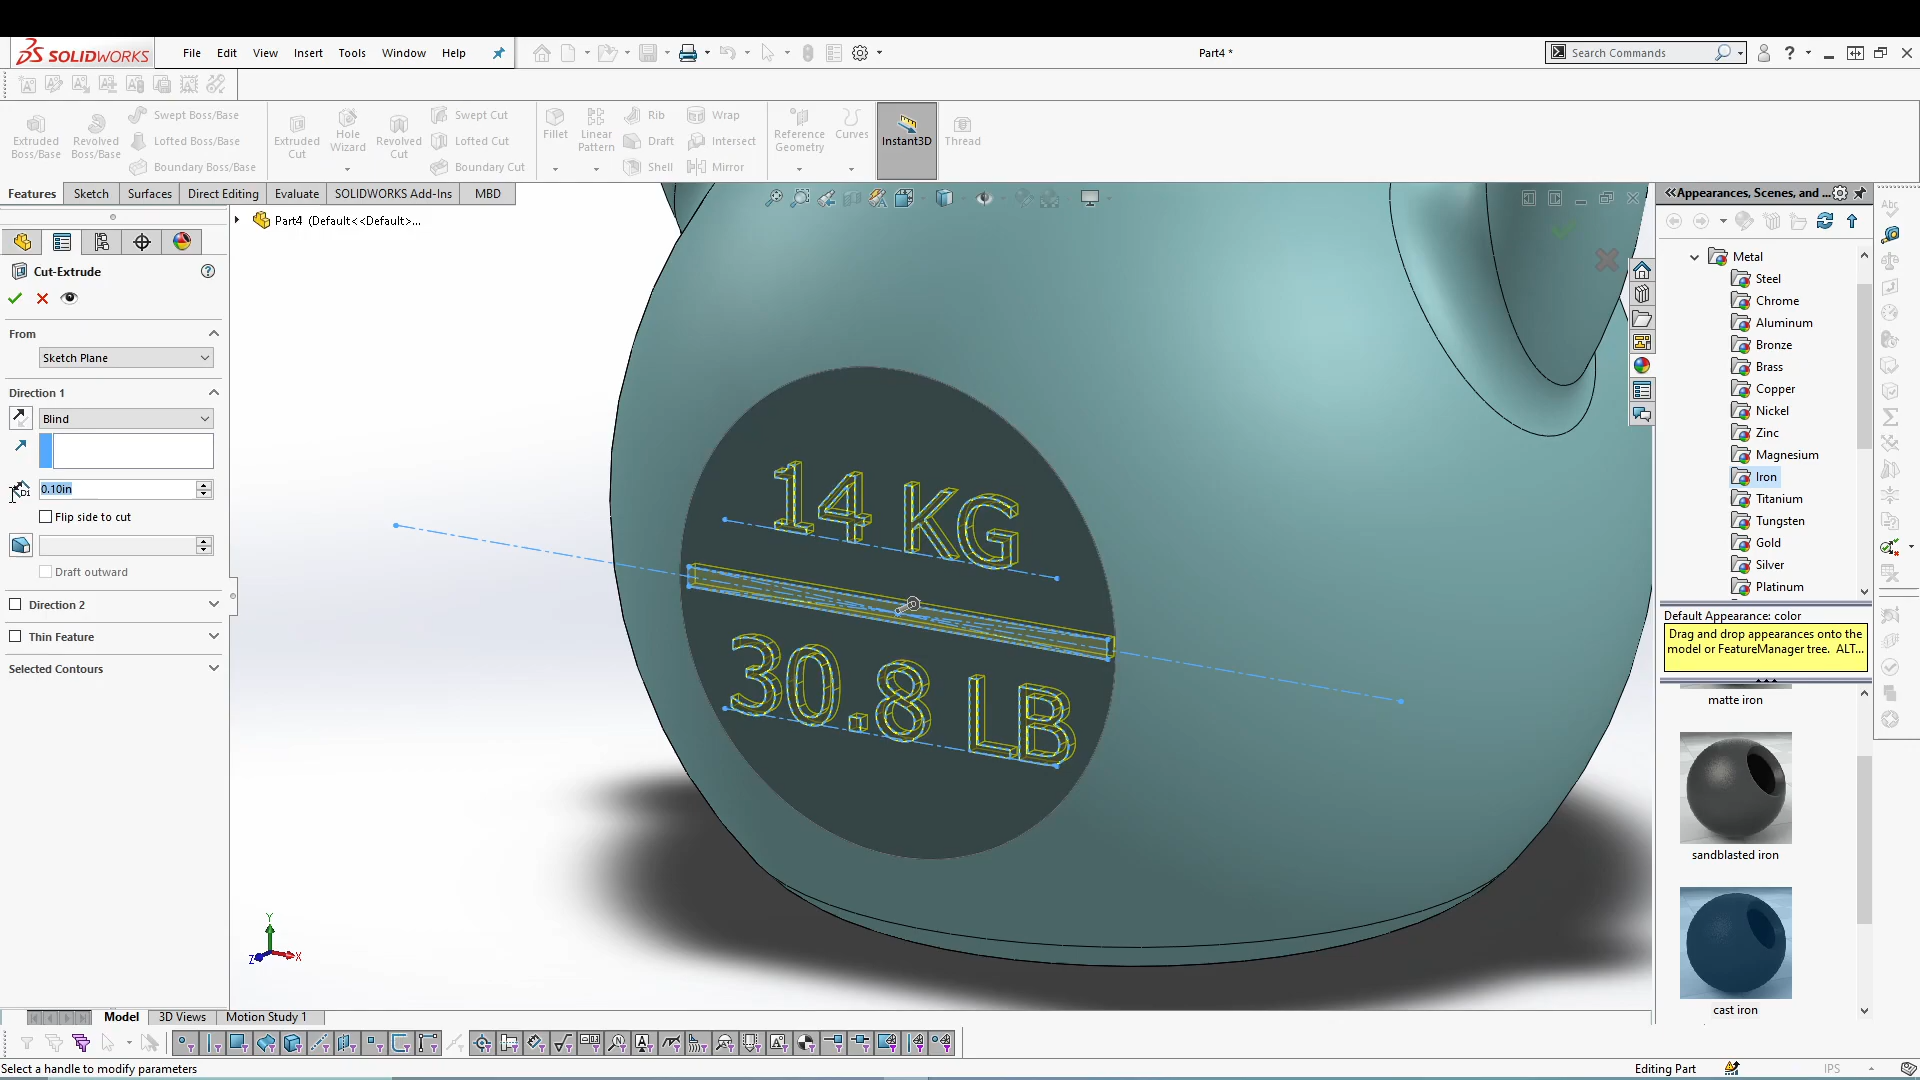 SOLIDWORKS
File Edit View Insert Tools Window Help
Part4 *
Search Commands
Extruded Boss/Base
Revolved Boss/Base
Swept Boss/Base
Lofted Boss/Base
Boundary Boss/Base
Extruded Cut
Hole Wizard
Revolved Cut
Swept Cut
Lofted Cut
Boundary Cut
Fillet
Linear Pattern
Rib
Draft
Shell
Wrap
Intersect
Mirror
Reference Geometry
Curves
Instant3D
Thread
Features Sketch Surfaces Direct Editing Evaluate SOLIDWORKS Add-Ins MBD
Part4 (Default<<Default>...
Cut-Extrude
From
Sketch Plane
Direction 1
Blind
D1
0.10in
Flip side to cut
Draft outward
Direction 2
Thin Feature
Selected Contours
14 KG
30.8 LB
Y
Z
X
Appearances, Scenes, and ...
Metal
Steel
Chrome
Aluminum
Bronze
Brass
Copper
Nickel
Zinc
Magnesium
Iron
Titanium
Tungsten
Gold
Silver
Platinum
Default Appearance: color
Drag and drop appearances onto the
model or FeatureManager tree. ALT...
matte iron
sandblasted iron
cast iron
Model 3D Views Motion Study 1
Select a handle to modify parameters
Editing Part
IPS